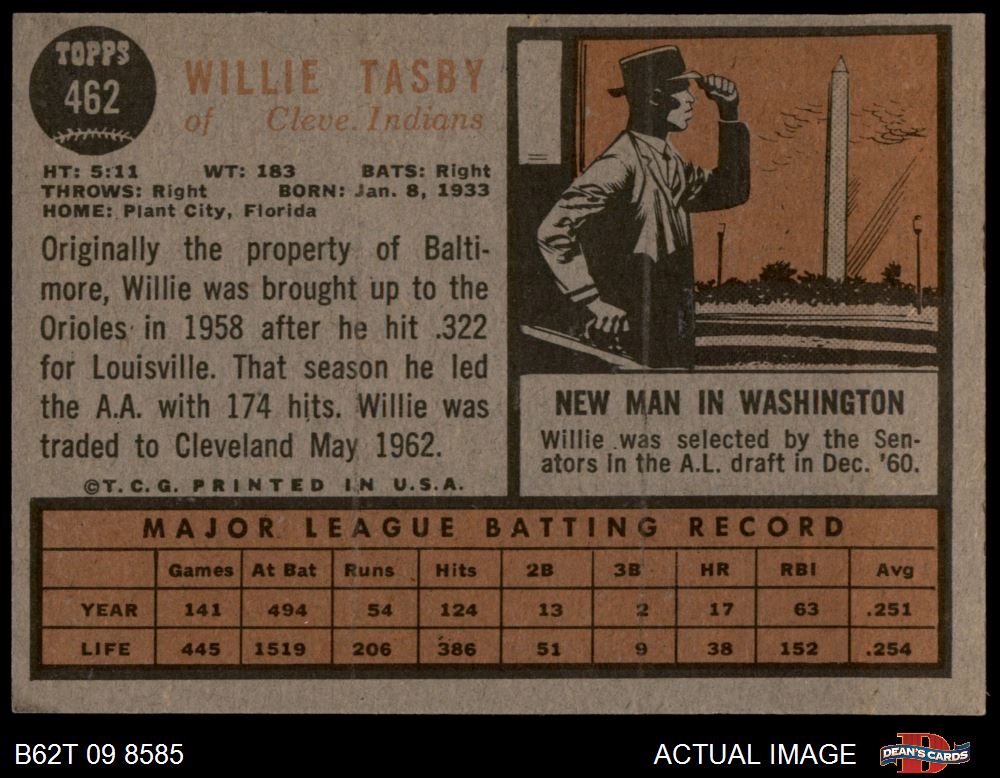 TOPPS
462
WILLIE TASBY
of Cleve. Indians
HT: 5:11 WT: 183 BATS: Right
THROWS: Right BORN: Jan. 8, 1933
HOME: Plant City, Florida
Originally the property of Balti-
more, Willie was brought up to the
Orioles in 1958 after he hit .322
for Louisville. That season he led
the A.A. with 174 hits. Willie was
traded to Cleveland May 1962.
©T.C.G. PRINTED IN U.S.A.
NEW MAN IN WASHINGTON
Willie was selected by the Sen-
ators in the A.L. draft in Dec. '60.
MAJOR LEAGUE BATTING RECORD
Games At Bat Runs Hits 2B 3B HR RBI Avg
YEAR 141 494 54 124 13 2 17 63 .251
LIFE 445 1519 206 386 51 9 38 152 .254
B62T 09 8585
ACTUAL IMAGE
DEAN'S CARDS